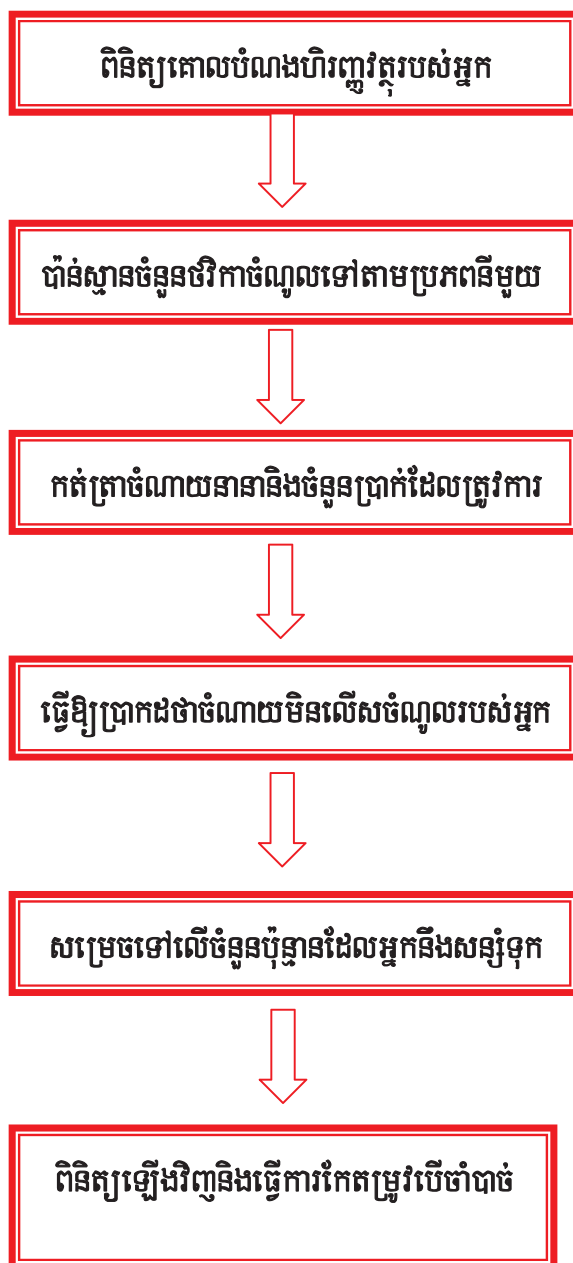 ពិនិត្យគោលបំណងហិរញ្ញវត្ថុរបស់អ្នក
ប៉ាន់ស្មានចំនួនថវិកាចំណូលទៅតាមប្រភពនីមួយ
កត់ត្រាចំណាយនានានិងចំនួនប្រាក់ដែលត្រូវការ
ធ្វើឱ្យប្រាកដថាចំណាយមិនលើសចំណូលរបស់អ្នក
សម្រេចទៅលើចំនួនប៉ុន្មានដែលអ្នកនឹងសន្សំទុក
ពិនិត្យឡើងវិញនិងធ្វើការកែតម្រូវបើចាំបាច់